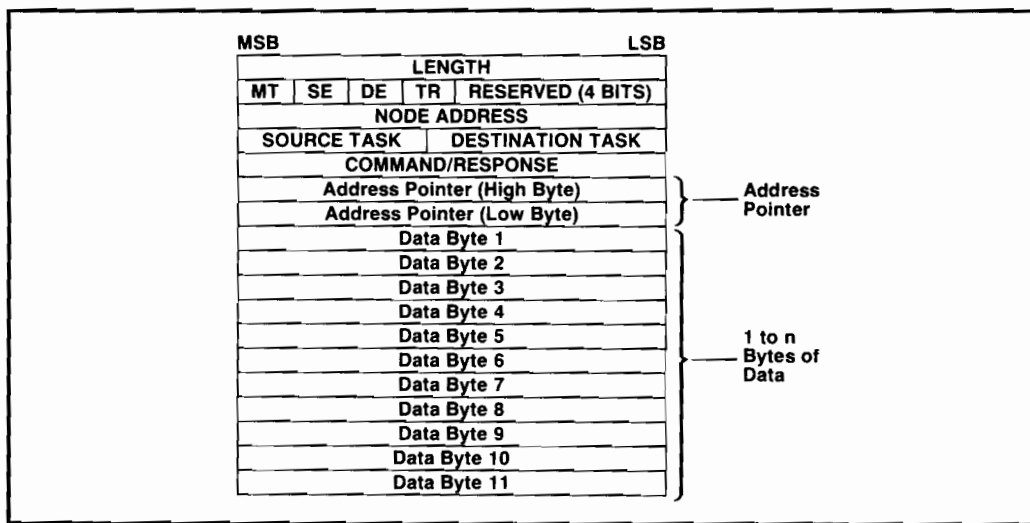 MSB LSB
LENGTH
MT SE DE TR RESERVED (4 BITS)
NODE ADDRESS
SOURCE TASK DESTINATION TASK
COMMAND/RESPONSE
Address Pointer (High Byte)
Address Pointer (Low Byte)
Address
Pointer
Data Byte 1
Data Byte 2
Data Byte 3
Data Byte 4
Data Byte 5
Data Byte 6
Data Byte 7
Data Byte 8
Data Byte 9
Data Byte 10
Data Byte 11
1 to n
Bytes of
Data